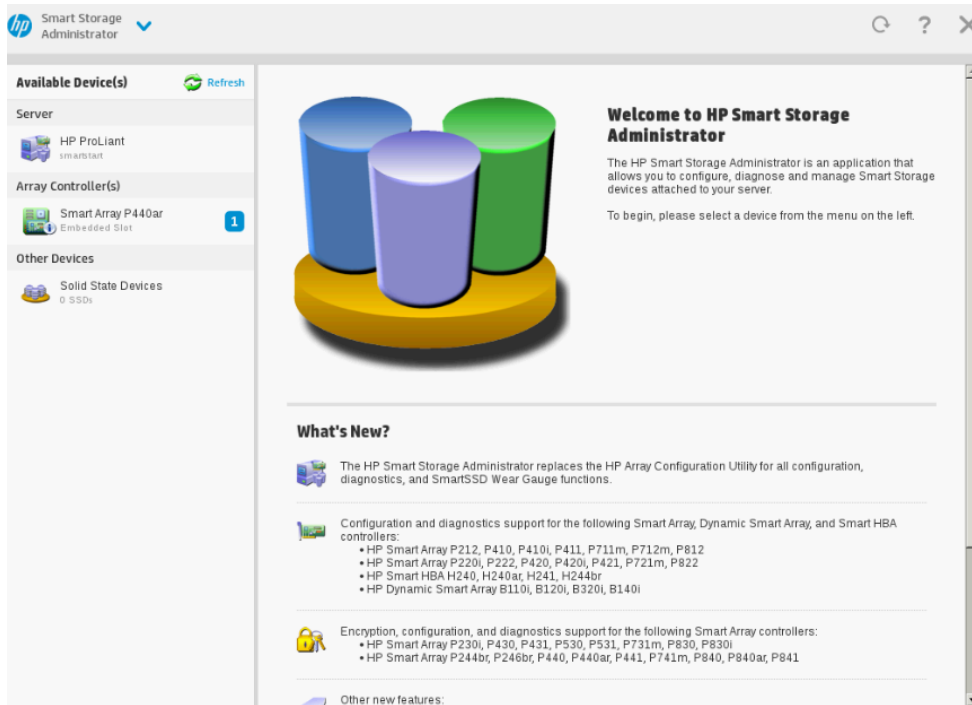 hp
Smart Storage
Administrator
?
Available Device(s)
Refresh
Server
HP ProLiant
smartstart
Array Controller(s)
Smart Array P440ar
Embedded Slot
1
Other Devices
Solid State Devices
0 SSDs
Welcome to HP Smart Storage
Administrator
The HP Smart Storage Administrator is an application that
allows you to configure, diagnose and manage Smart Storage
devices attached to your server.
To begin, please select a device from the menu on the left.
What's New?
The HP Smart Storage Administrator replaces the HP Array Configuration Utility for all configuration,
diagnostics, and SmartSSD Wear Gauge functions.
Configuration and diagnostics support for the following Smart Array, Dynamic Smart Array, and Smart HBA
controllers:
• HP Smart Array P212, P410, P410i, P411, P711m, P712m, P812
• HP Smart Array P220i, P222, P420, P420i, P421, P721m, P822
• HP Smart HBA H240, H240ar, H241, H244br
• HP Dynamic Smart Array B110i, B120i, B320i, B140i
Encryption, configuration, and diagnostics support for the following Smart Array controllers:
• HP Smart Array P230i, P430, P431, P530, P531, P731m, P830, P830i
• HP Smart Array P244br, P246br, P440, P440ar, P441, P741m, P840, P840ar, P841
Other new features: